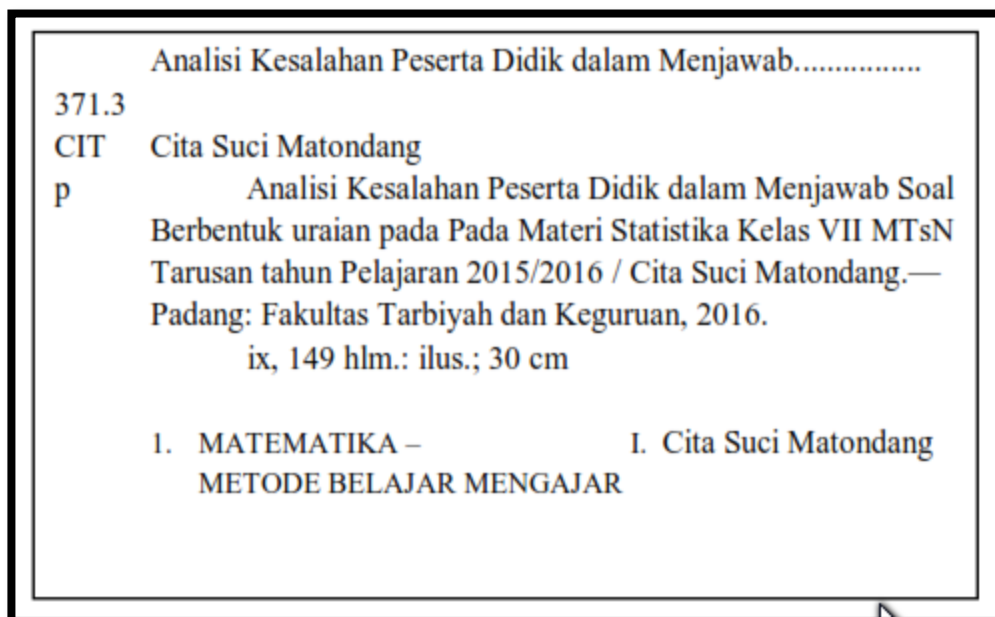 Analisi Kesalahan Peserta Didik dalam Menjawab................
371.3
CIT Cita Suci Matondang
p Analisi Kesalahan Peserta Didik dalam Menjawab Soal
Berbentuk uraian pada Pada Materi Statistika Kelas VII MTsN
Tarusan tahun Pelajaran 2015/2016 / Cita Suci Matondang.—
Padang: Fakultas Tarbiyah dan Keguruan, 2016.
ix, 149 hlm.: ilus.; 30 cm
1. MATEMATIKA – I. Cita Suci Matondang
METODE BELAJAR MENGAJAR